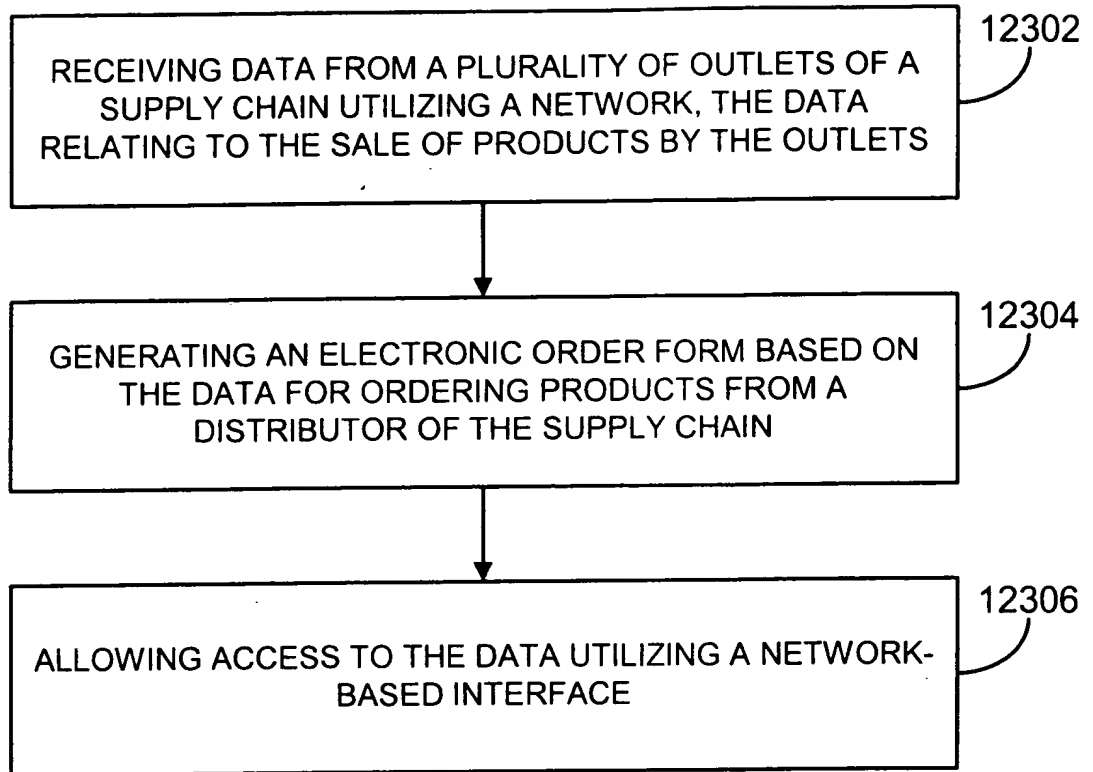 12302
RECEIVING DATA FROM A PLURALITY OF OUTLETS OF A
SUPPLY CHAIN UTILIZING A NETWORK, THE DATA
RELATING TO THE SALE OF PRODUCTS BY THE OUTLETS
12304
GENERATING AN ELECTRONIC ORDER FORM BASED ON
THE DATA FOR ORDERING PRODUCTS FROM A
DISTRIBUTOR OF THE SUPPLY CHAIN
12306
ALLOWING ACCESS TO THE DATA UTILIZING A NETWORK-
BASED INTERFACE